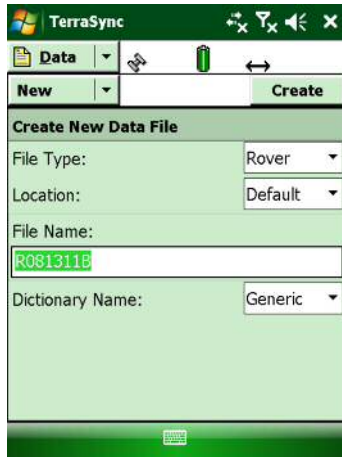 TerraSync
Data
New Create
Create New Data File
File Type: Rover
Location: Default
File Name:
R081311B
Dictionary Name: Generic